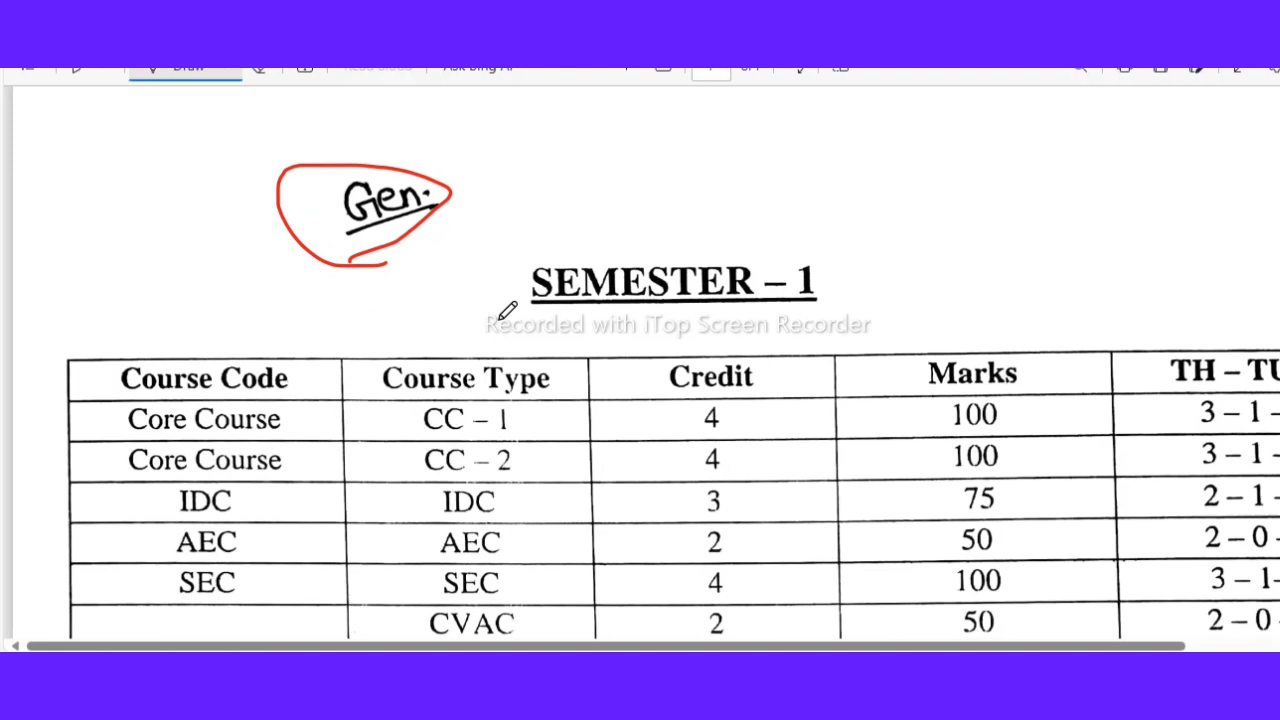 Gen.
SEMESTER – 1
Recorded with iTop Screen Recorder
Course Code Course Type Credit Marks TH – TU
Core Course CC – 1 4 100 3 – 1 -
Core Course CC – 2 4 100 3 – 1 -
IDC IDC 3 75 2 – 1 -
AEC AEC 2 50 2 – 0 -
SEC SEC 4 100 3 – 1-
CVAC 2 50 2 – 0 -